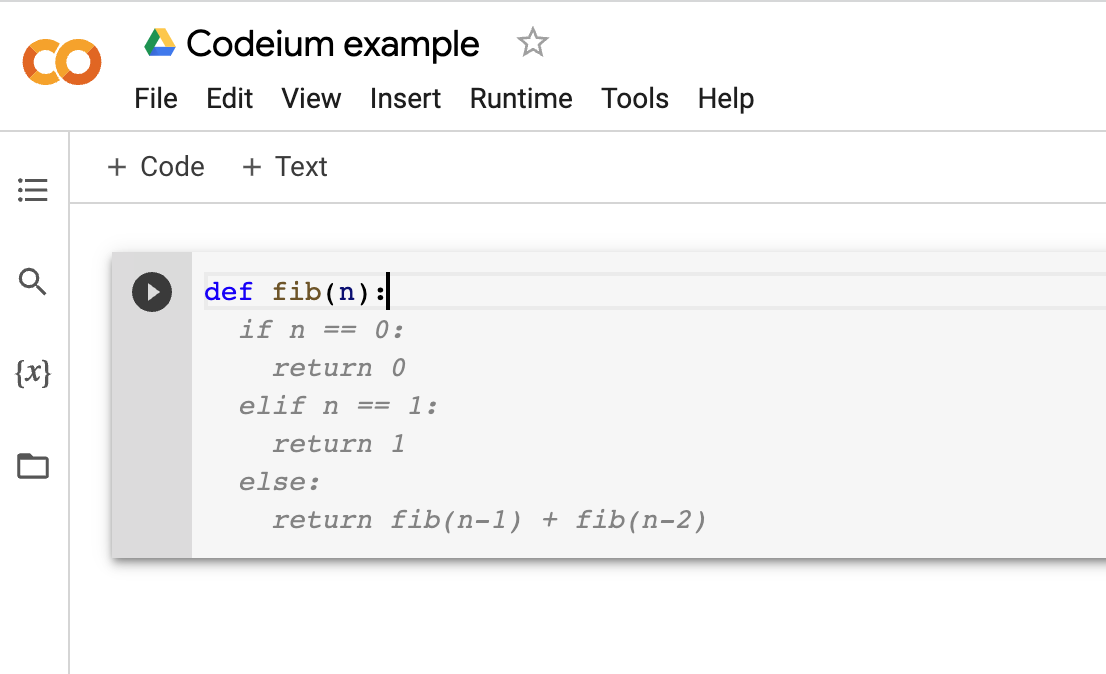 Codeium example
File Edit View Insert Runtime Tools Help
+ Code + Text
{x}
def fib(n):
  if n == 0:
    return 0
  elif n == 1:
    return 1
  else:
    return fib(n-1) + fib(n-2)